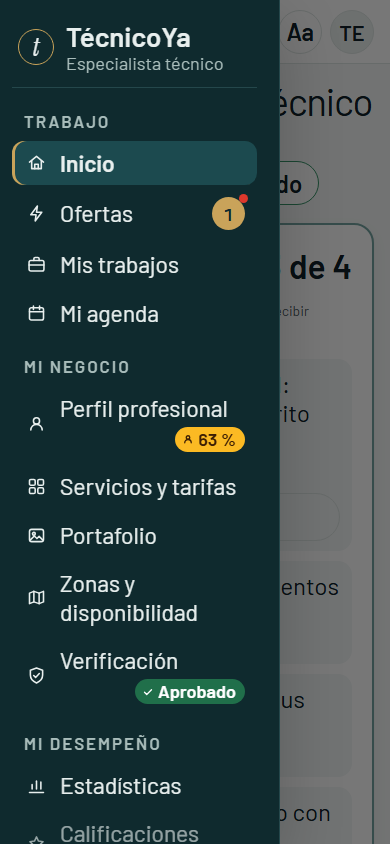 t
TécnicoYa
Especialista técnico
Aa
TE
écnico
TRABAJO
Inicio
do
Ofertas
1
de 4
Mis trabajos
Mi agenda
ecibir
MI NEGOCIO
Perfil profesional
63 %
:
rito
Servicios y tarifas
Portafolio
Zonas y
disponibilidad
entos
Verificación
Aprobado
us
MI DESEMPEÑO
Estadísticas
o con
Calificaciones